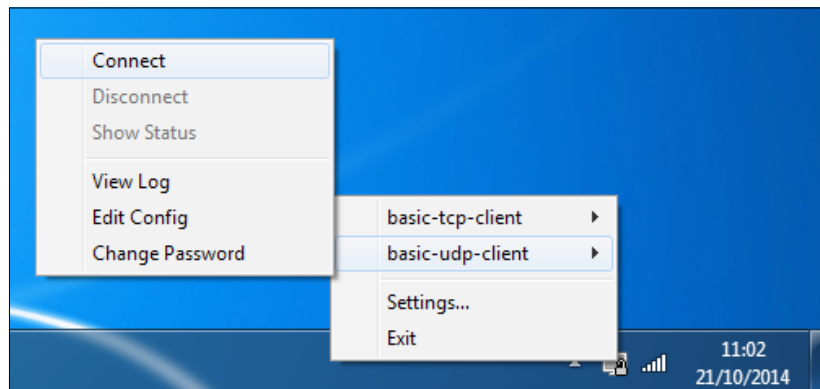 Connect
Disconnect
Show Status
View Log
Edit Config
Change Password
basic-tcp-client
basic-udp-client
Settings...
Exit
11:02
21/10/2014